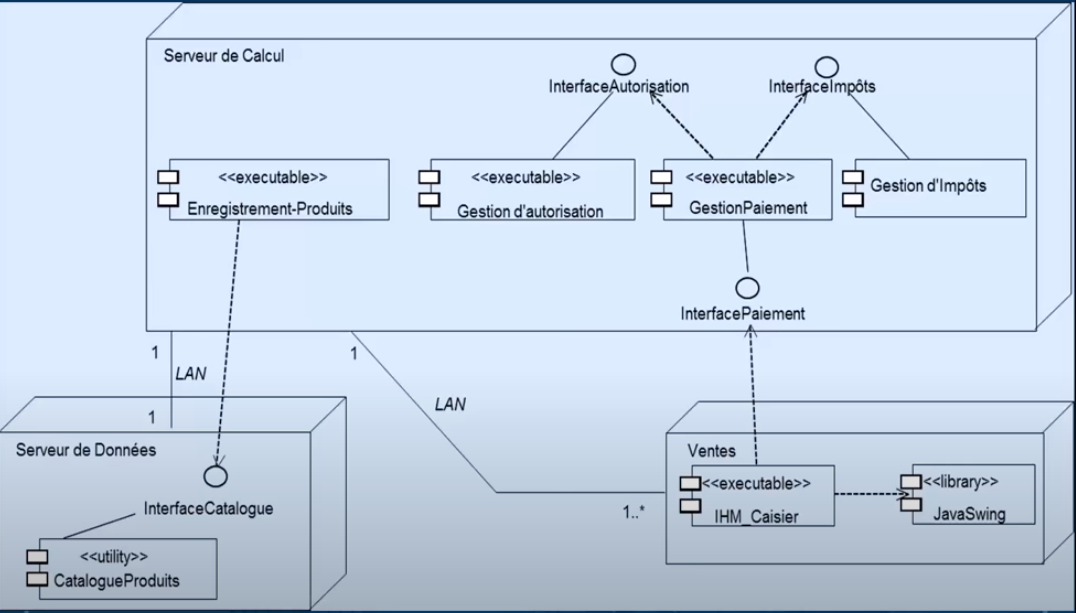 Serveur de Calcul
InterfaceAutorisation
InterfaceImpôts
<<executable>>
Enregistrement-Produits
<<executable>>
Gestion d'autorisation
<<executable>>
GestionPaiement
Gestion d'Impôts
InterfacePaiement
1
LAN
1
1
LAN
1..*
Serveur de Données
InterfaceCatalogue
<<utility>>
CatalogueProduits
Ventes
<<executable>>
IHM_Caisier
<<library>>
JavaSwing